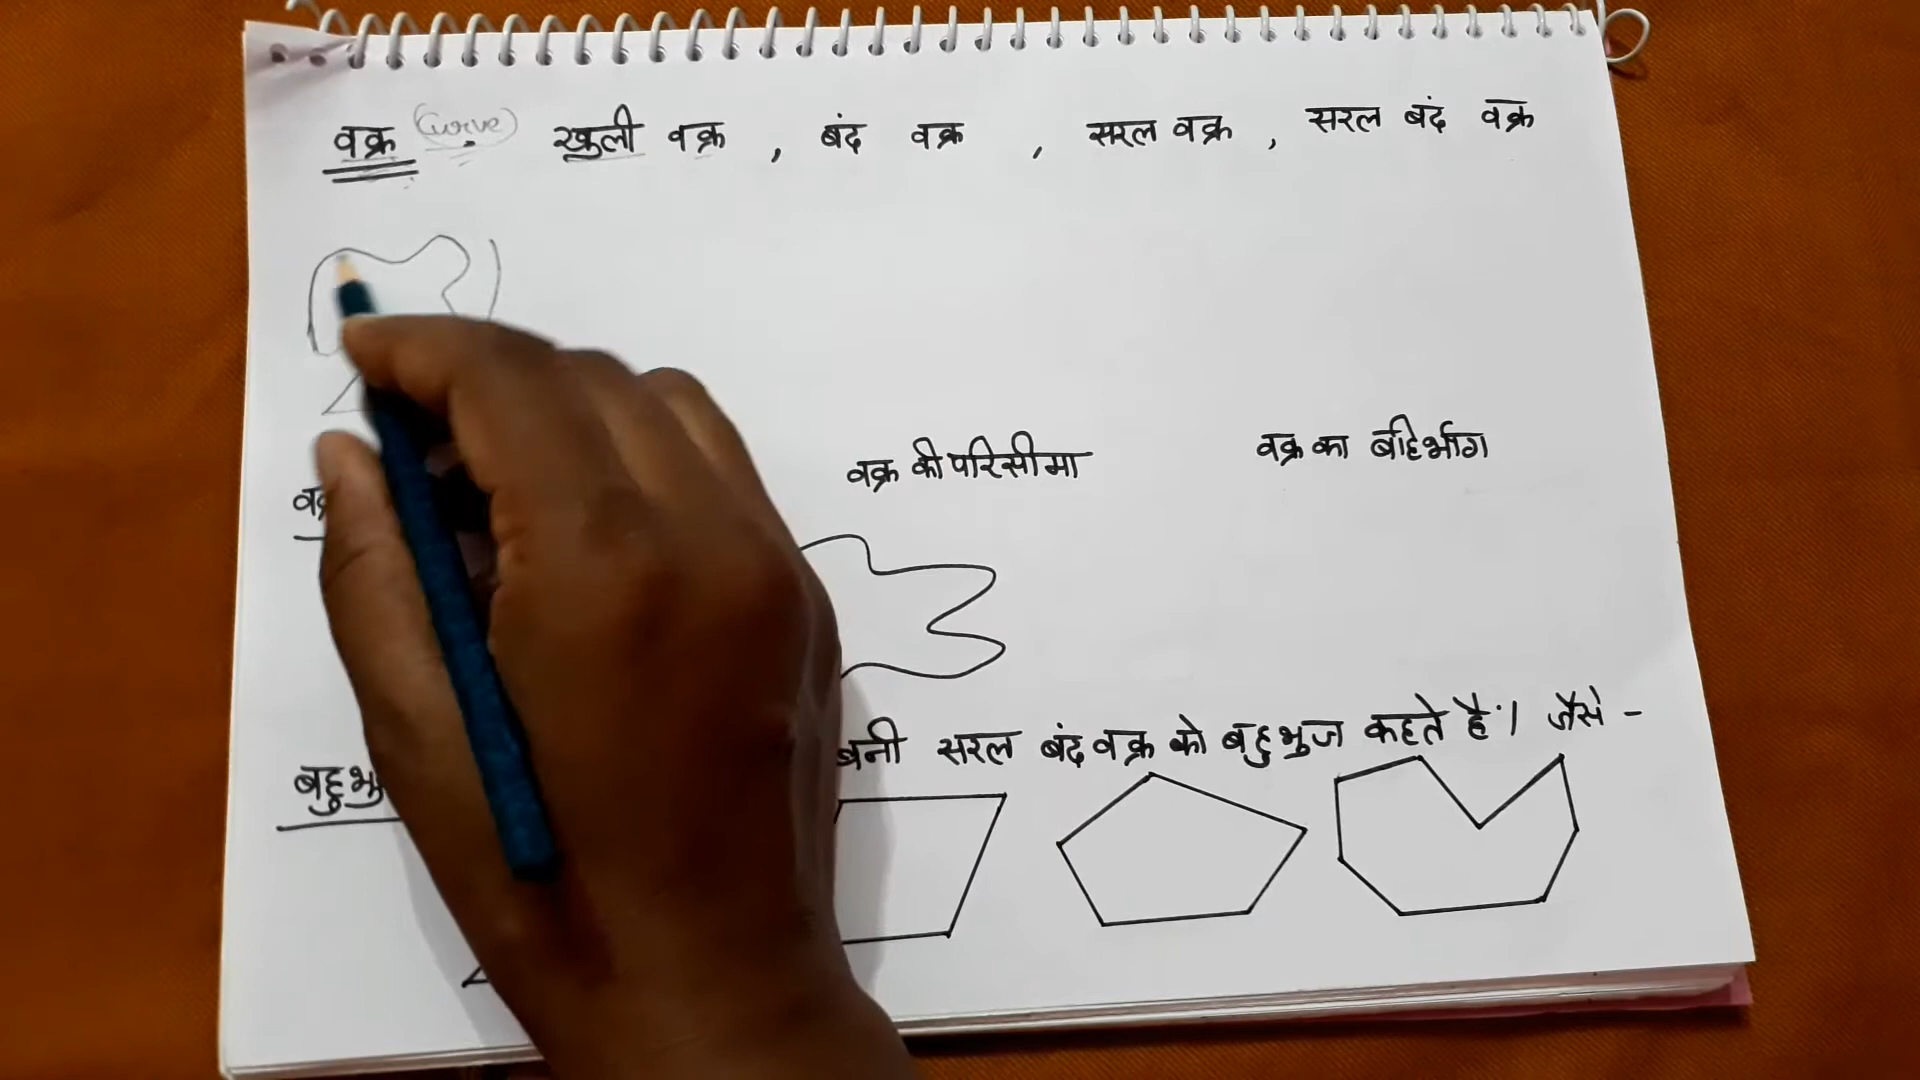 वक्र (Curve) खुली वक्र , बंद वक्र , सरल वक्र , सरल बंद वक्र
वक्र की परिसीमा वक्र का बहिर्भाग
बनी सरल बंद वक्र को बहुभुज कहते हैं। जैसे -